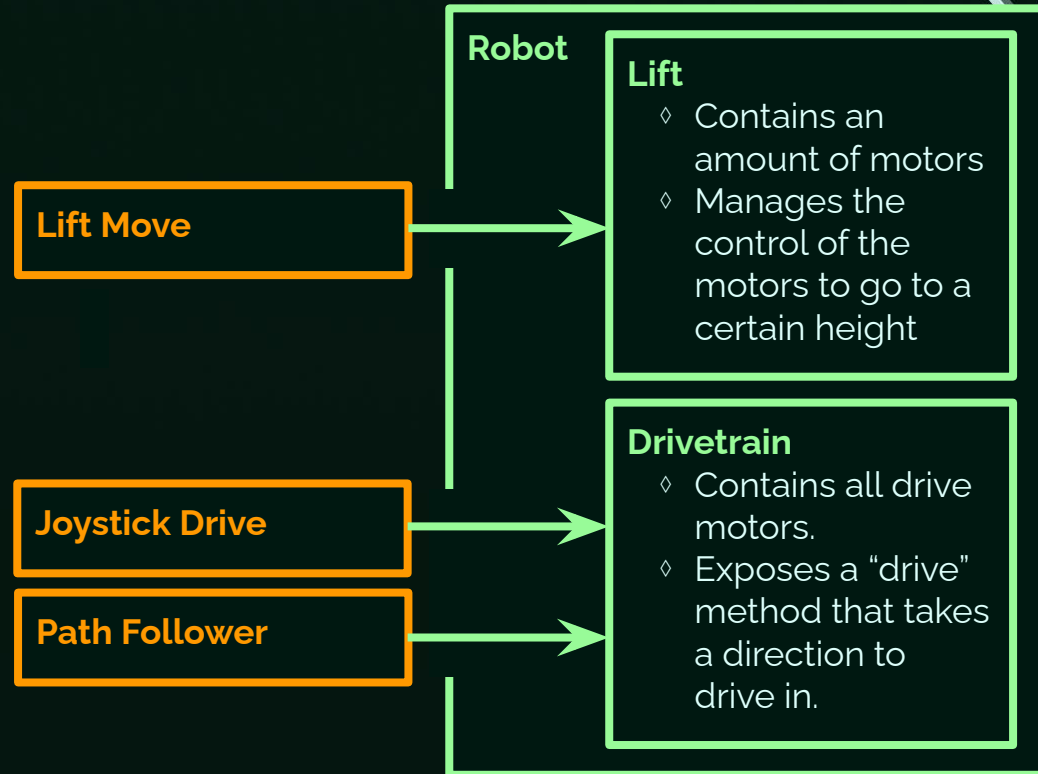 Robot
Lift
◊ Contains an
amount of motors
◊ Manages the
control of the
motors to go to a
certain height
Lift Move
Drivetrain
◊ Contains all drive
motors.
◊ Exposes a “drive”
method that takes
a direction to
drive in.
Joystick Drive
Path Follower